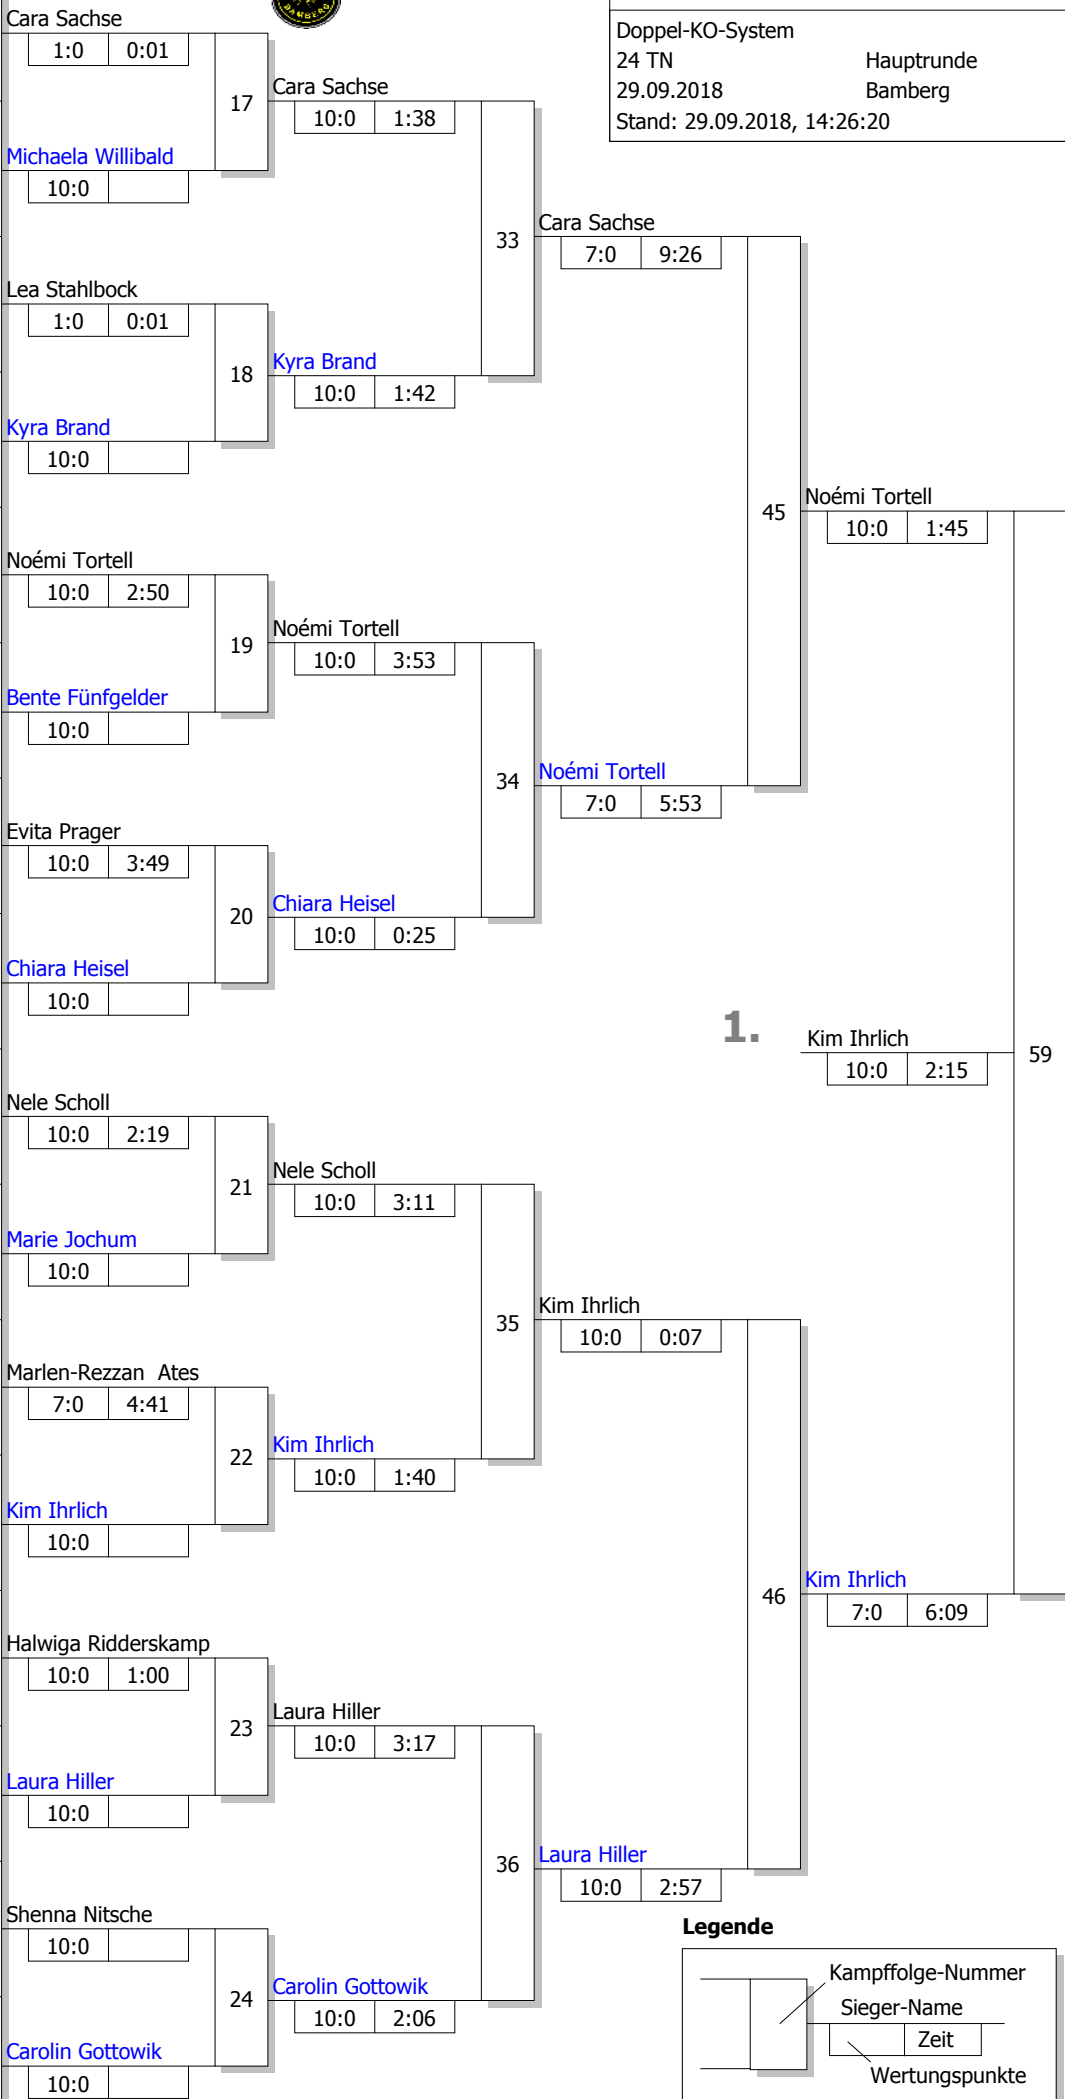 BAMBERG
Doppel-KO-System
24 TN Hauptrunde
29.09.2018 Bamberg
Stand: 29.09.2018, 14:26:20
Cara Sachse
1:0 0:01
17
Michaela Willibald
10:0
Lea Stahlbock
1:0 0:01
18
Kyra Brand
10:0
Noémi Tortell
10:0 2:50
19
Bente Fünfgelder
10:0
Evita Prager
10:0 3:49
20
Chiara Heisel
10:0
Nele Scholl
10:0 2:19
21
Marie Jochum
10:0
Marlen-Rezzan  Ates
7:0 4:41
22
Kim Ihrlich
10:0
Halwiga Ridderskamp
10:0 1:00
23
Laura Hiller
10:0
Shenna Nitsche
10:0
24
Carolin Gottowik
10:0
Cara Sachse
10:0 1:38
33
Kyra Brand
10:0 1:42
Noémi Tortell
10:0 3:53
34
Chiara Heisel
10:0 0:25
Nele Scholl
10:0 3:11
35
Kim Ihrlich
10:0 1:40
Laura Hiller
10:0 3:17
36
Carolin Gottowik
10:0 2:06
Cara Sachse
7:0 9:26
45
Noémi Tortell
7:0 5:53
Kim Ihrlich
10:0 0:07
46
Laura Hiller
10:0 2:57
Noémi Tortell
10:0 1:45
59
Kim Ihrlich
7:0 6:09
1.
Kim Ihrlich
10:0 2:15
Legende
Kampffolge-Nummer
Sieger-Name
Zeit
Wertungspunkte